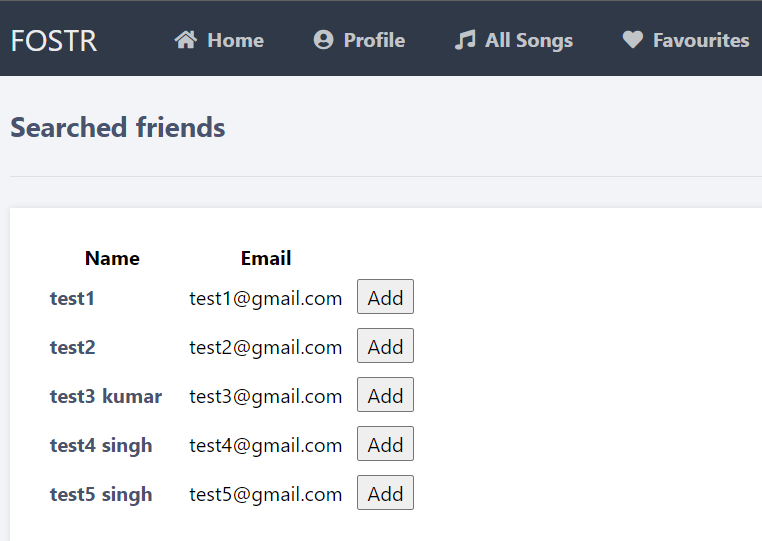 FOSTR Home Profile All Songs Favourites
Searched friends
Name Email
test1 test1@gmail.com Add
test2 test2@gmail.com Add
test3 kumar test3@gmail.com Add
test4 singh test4@gmail.com Add
test5 singh test5@gmail.com Add